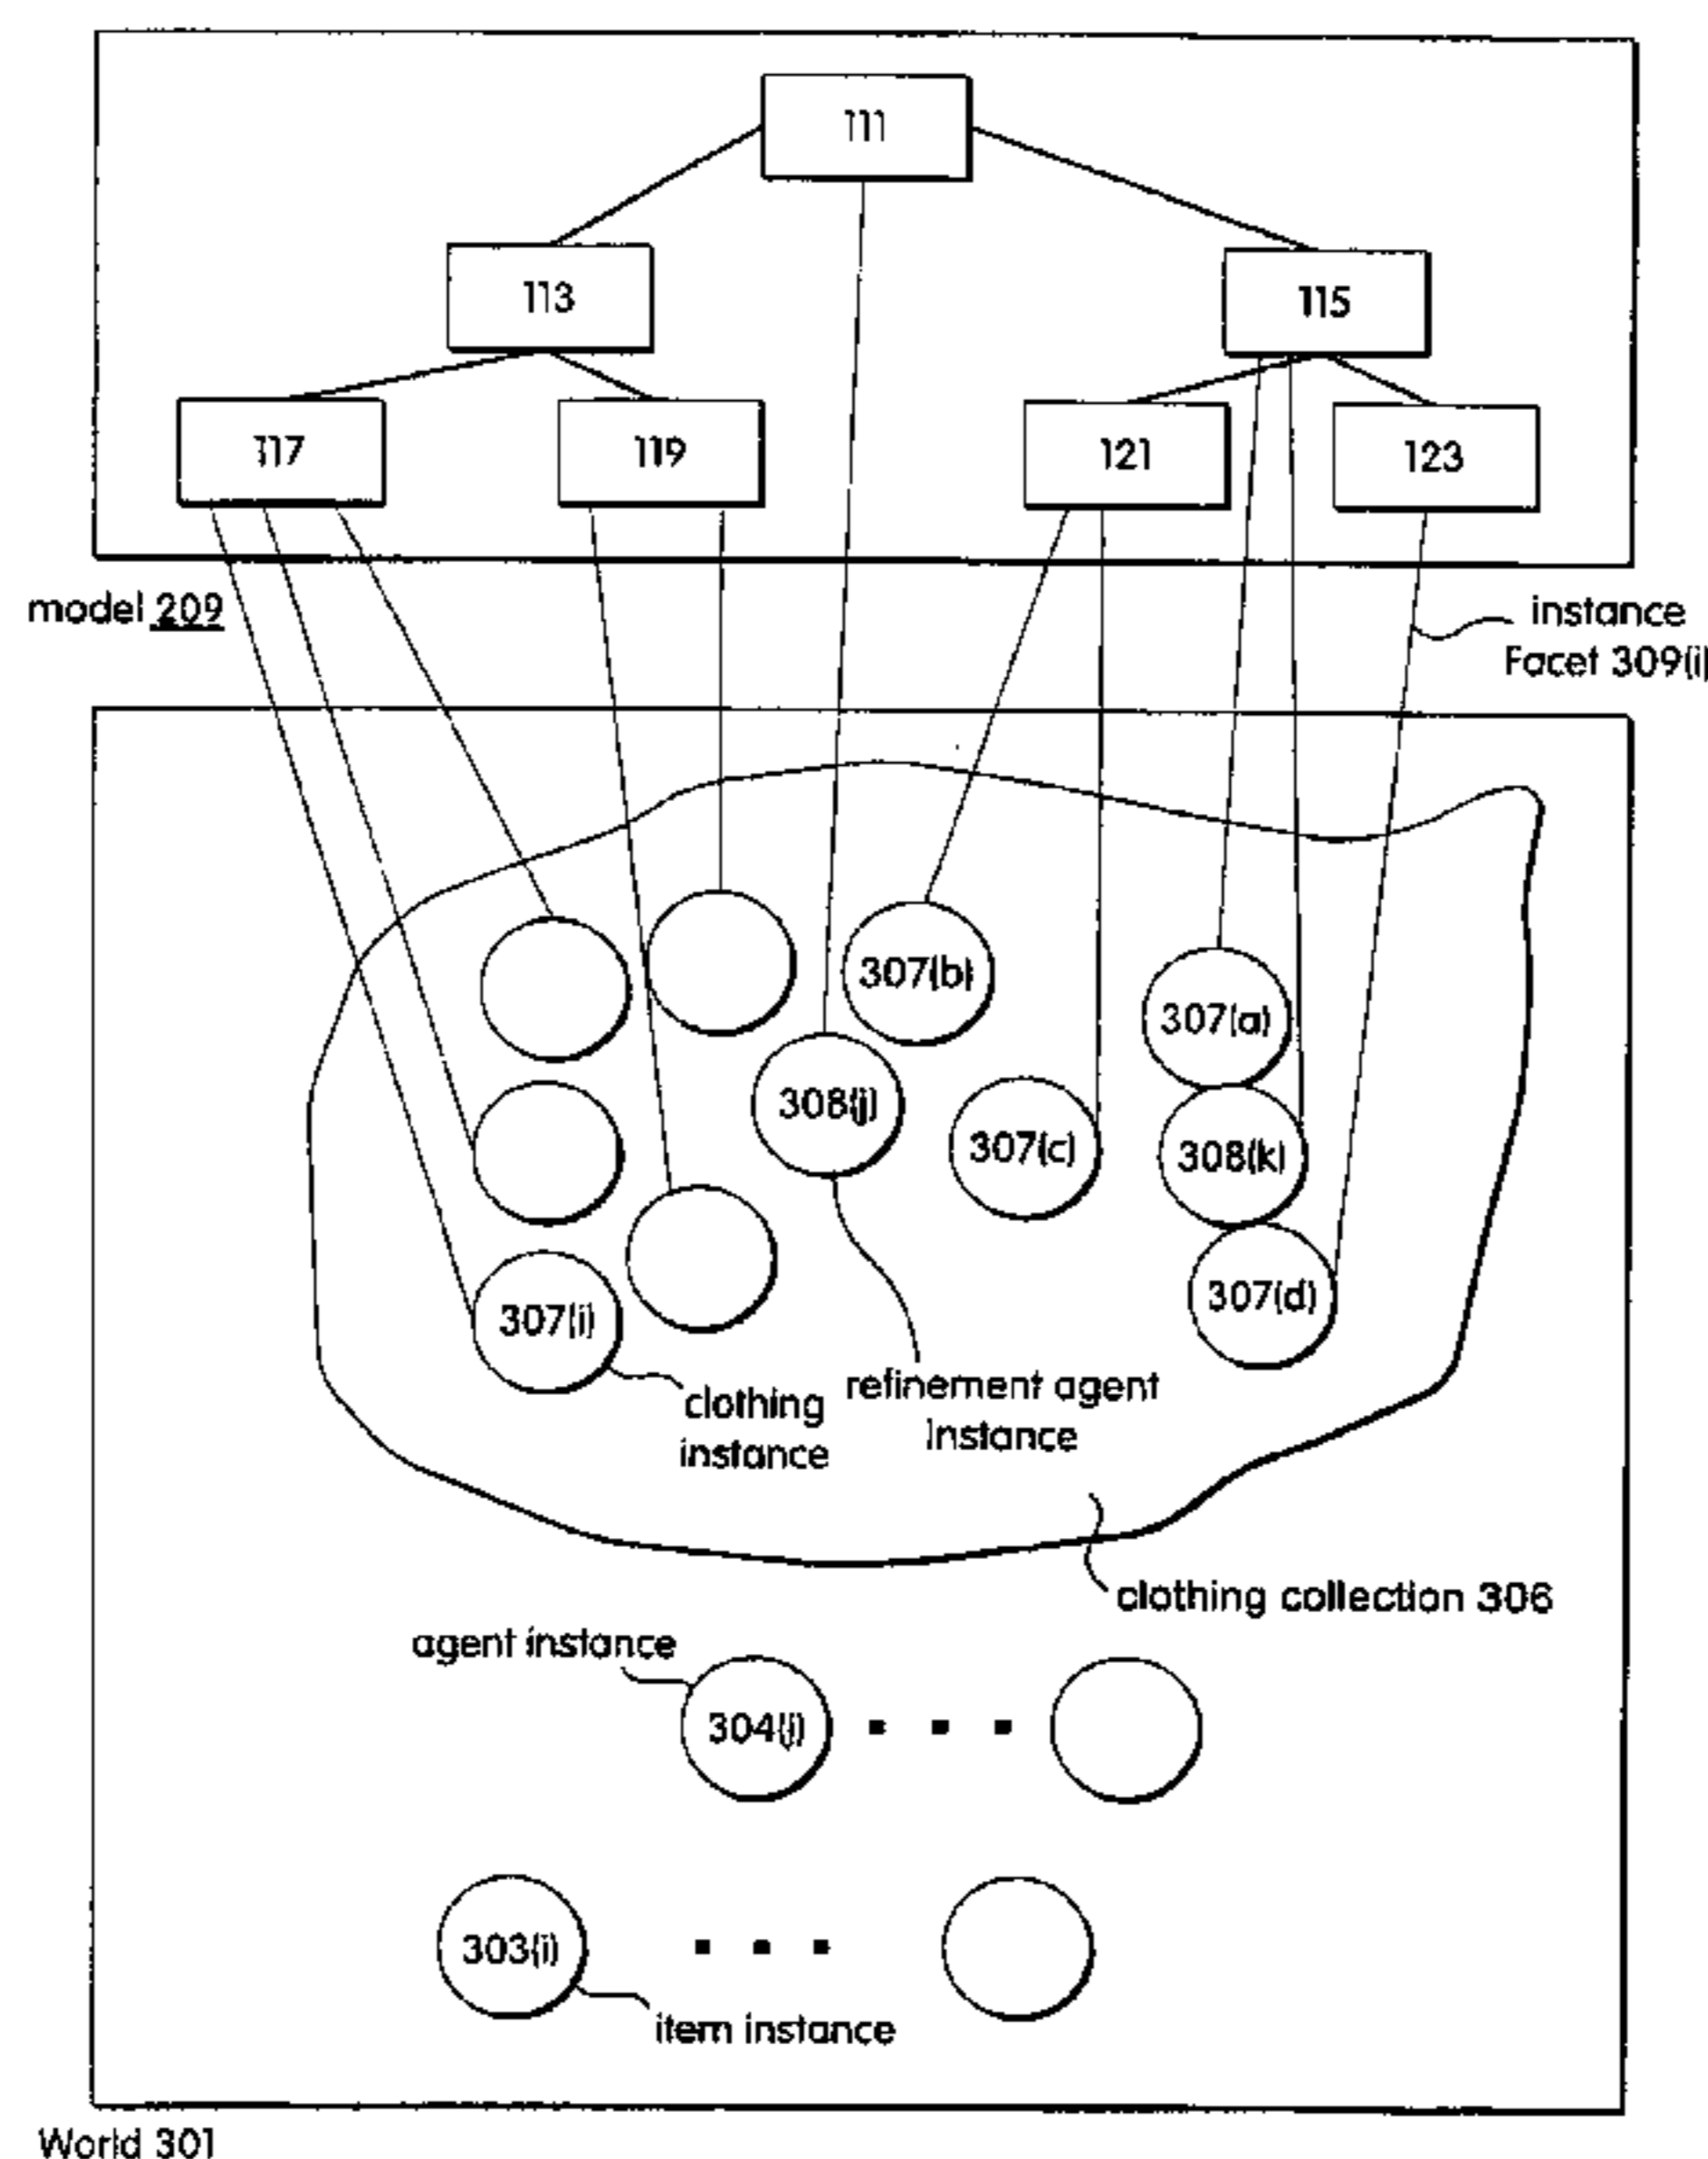 111
113
115
117
119
121
123
model 209
instance
Facet 309(i)
307(b)
307(a)
308(j)
307(c)
308(k)
307(d)
307(i)
refinement agent
Instance
clothing
instance
clothing collection 306
agent instance
304(j)
303(i)
item instance
World 301